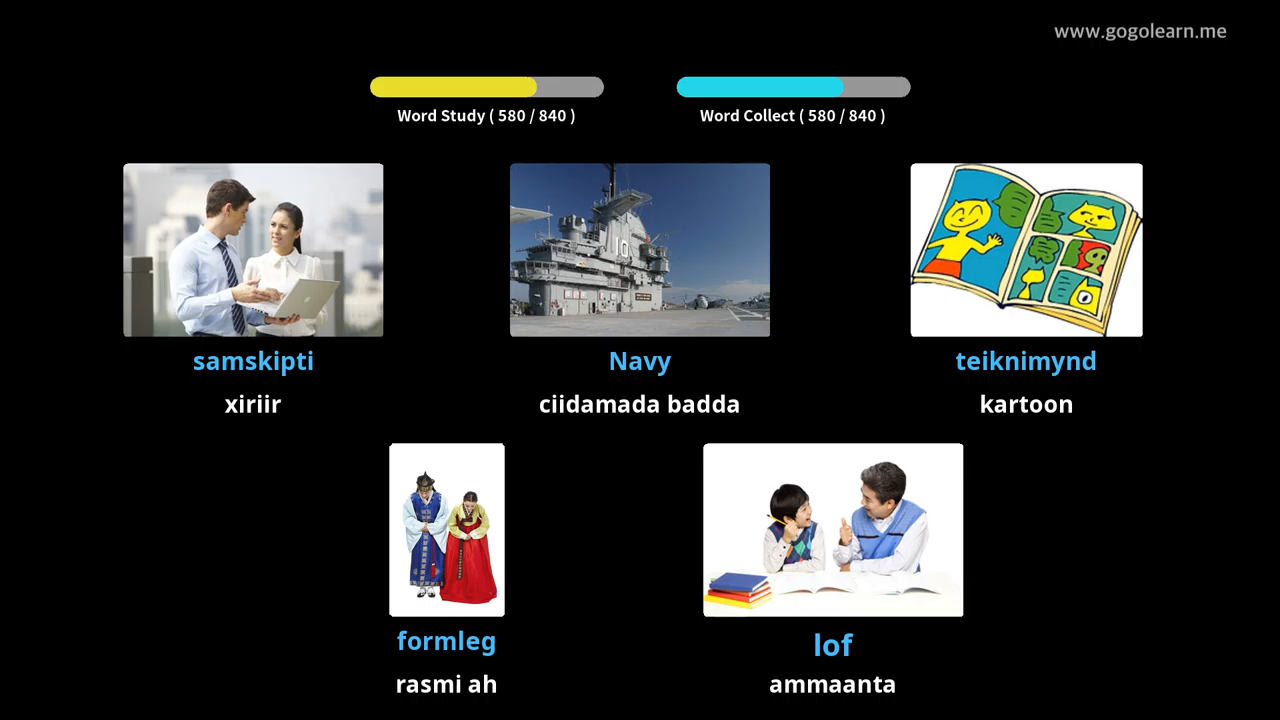 www.gogolearn.me
Word Study ( 580 / 840 )
Word Collect ( 580 / 840 )
samskipti
xiriir
Navy
ciidamada badda
teiknimynd
kartoon
formleg
rasmi ah
lof
ammaanta
10